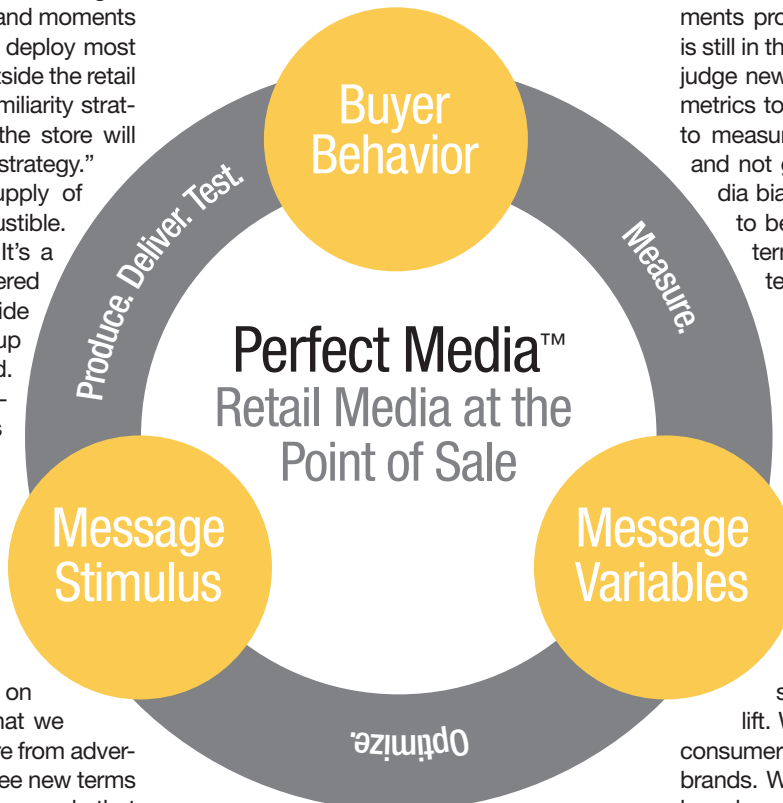 and moments
deploy most
tside the retail
miliarity strat-
the store will
strategy.”
upply of
ustible.
It’s a
ered
ide
up
d.
-
s
on
hat we
re from adver-
ee new terms
Buyer
Behavior
Produce. Deliver. Test.
Measure.
Perfect Media™
Retail Media at the
Point of Sale
Message
Stimulus
Message
Variables
Optimize.
ments pro
is still in th
judge new
metrics to
to measur
and not g
dia bia
to be
tern
te
s
lift. W
consumer
brands. W